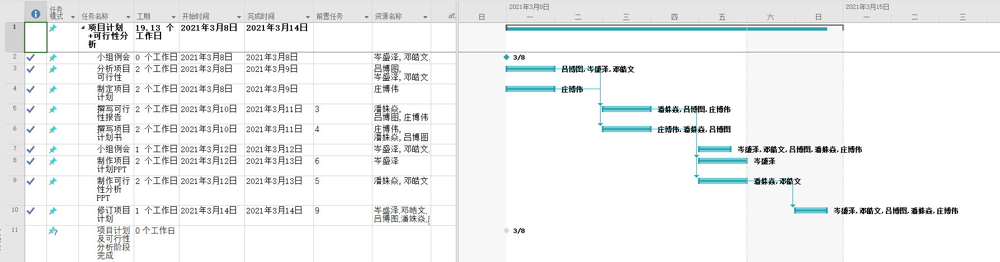 任务模式 任务名称 工期 开始时间 完成时间 前置任务 资源名称
2021年3月8日 2021年3月15日
日 一 二 三 四 五 六 日 一 二 三
1 项目计划+可行性分析 19.13 个工作日 2021年3月8日 2021年3月14日
2 小组例会 0 个工作日 2021年3月8日 2021年3月8日 岑盛泽, 邓皓文,
3/8
3 分析项目可行性 2 个工作日 2021年3月8日 2021年3月9日 吕博图, 岑盛泽, 邓皓文
吕博图, 岑盛泽, 邓皓文
4 制定项目计划 2 个工作日 2021年3月8日 2021年3月9日 庄博伟
庄博伟
5 撰写可行性报告 2 个工作日 2021年3月10日 2021年3月11日 3 潘姝焱, 吕博图, 庄博伟
潘姝焱, 吕博图, 庄博伟
6 撰写项目计划书 2 个工作日 2021年3月10日 2021年3月11日 4 庄博伟, 潘姝焱, 吕博图
庄博伟, 潘姝焱, 吕博图
7 小组例会 1 个工作日 2021年3月12日 2021年3月12日 岑盛泽, 邓皓文,
岑盛泽, 邓皓文, 吕博图, 潘姝焱, 庄博伟
8 制作项目计划PPT 2 个工作日 2021年3月12日 2021年3月13日 6 岑盛泽
岑盛泽
9 制作可行性分析PPT 2 个工作日 2021年3月12日 2021年3月13日 5 潘姝焱, 邓皓文
潘姝焱, 邓皓文
10 修订项目计划 1 个工作日 2021年3月14日 2021年3月14日 9 岑盛泽,邓皓文, 吕博图,潘姝焱,
岑盛泽, 邓皓文, 吕博图, 潘姝焱, 庄博伟
11 项目计划及可行性分析阶段完成 0 个工作日
3/8